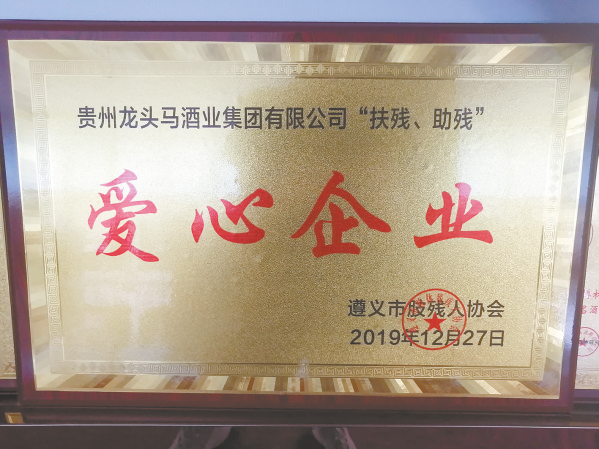 贵州龙头马酒业集团有限公司“扶残、助残”
爱心企业
遵义市肢残人协会
2019年12月27日